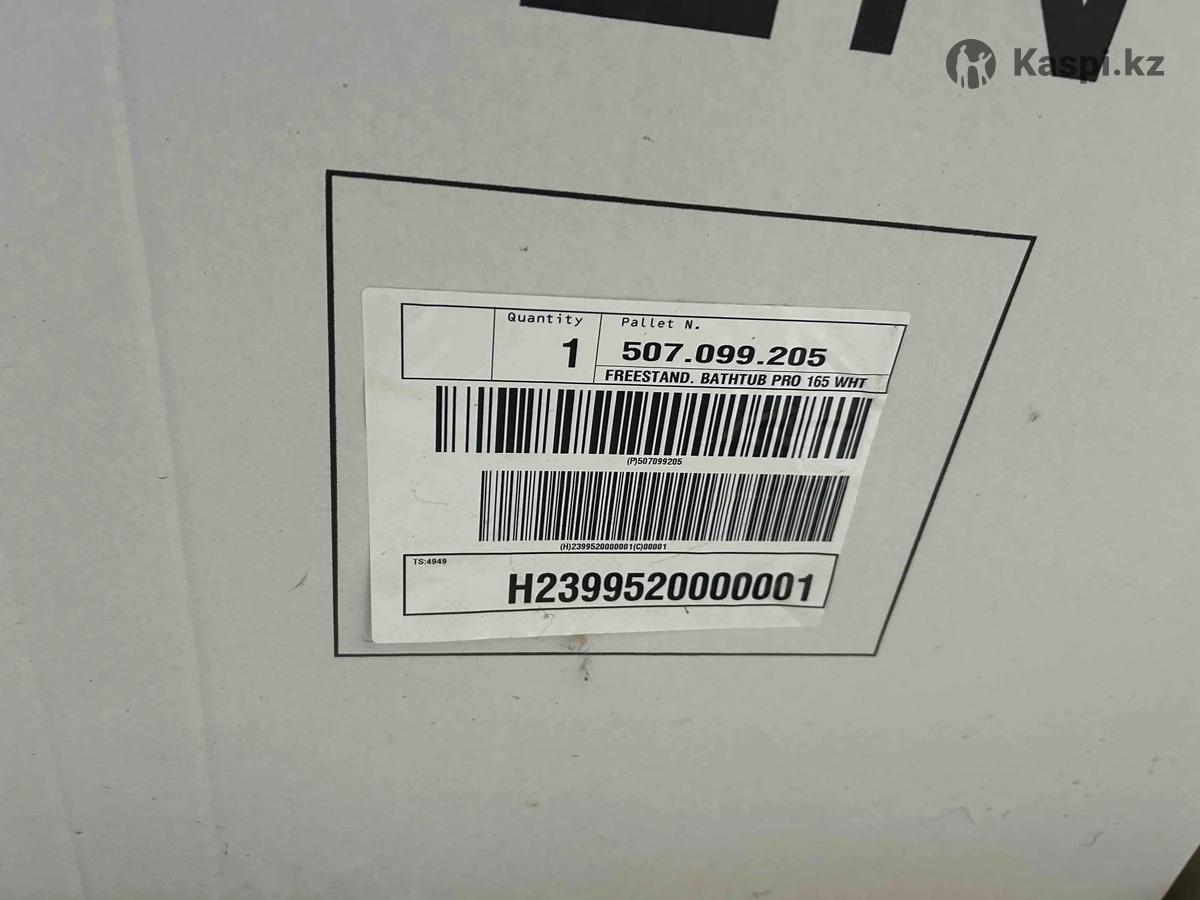 Kaspi.kz
Quantity
1
Pallet N.
507.099.205
FREESTAND. BATHTUB PRO 165 WHT
(P)507099205
(H)2399520000001(C)00001
TS:4949
H2399520000001